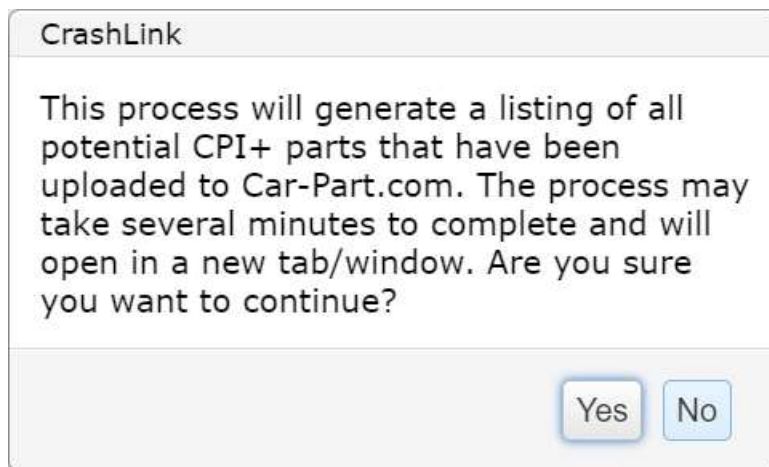 CrashLink
This process will generate a listing of all
potential CPI+ parts that have been
uploaded to Car-Part.com. The process may
take several minutes to complete and will
open in a new tab/window. Are you sure
you want to continue?
Yes No